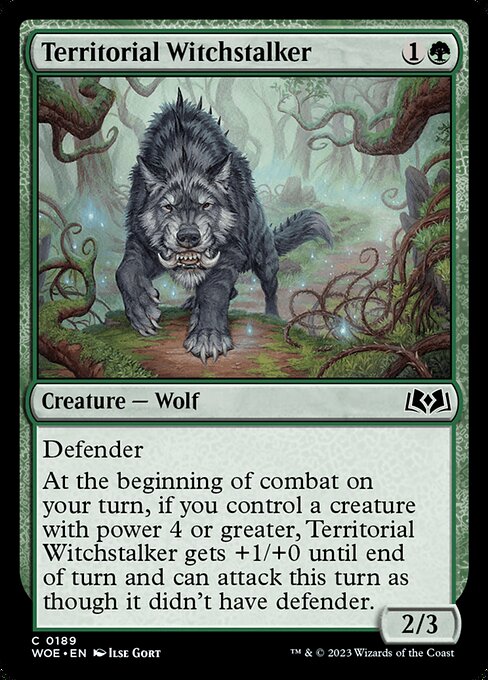 Territorial Witchstalker 1
Creature — Wolf
Defender
At the beginning of combat on
your turn, if you control a creature
with power 4 or greater, Territorial
Witchstalker gets +1/+0 until end
of turn and can attack this turn as
though it didn't have defender.
2/3
C 0189
WOE • EN ILSE GORT
™ & © 2023 Wizards of the Coast